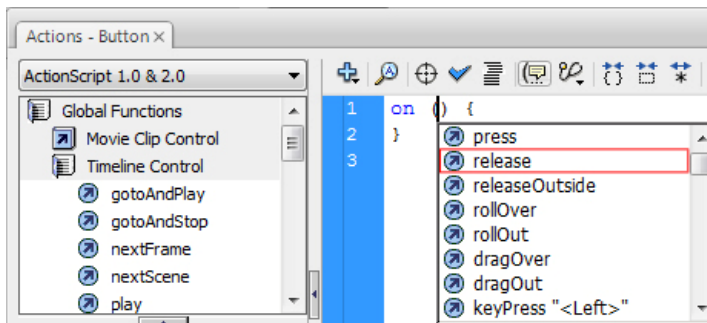 Actions - Button ×
ActionScript 1.0 & 2.0
Global Functions
Movie Clip Control
Timeline Control
gotoAndPlay
gotoAndStop
nextFrame
nextScene
play
1 on () {
2 }
3
press
release
releaseOutside
rollOver
rollOut
dragOver
dragOut
keyPress "<Left>"